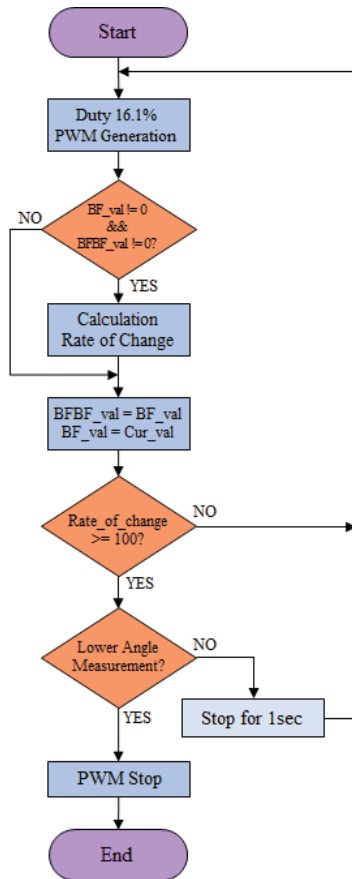 Start
Duty 16.1%
PWM Generation
BF_val != 0
&&
BFBF_val != 0?
NO
YES
Calculation
Rate of Change
BFBF_val = BF_val
BF_val = Cur_val
Rate_of_change
>= 100?
NO
YES
Lower Angle
Measurement?
NO
YES
Stop for 1sec
PWM Stop
End